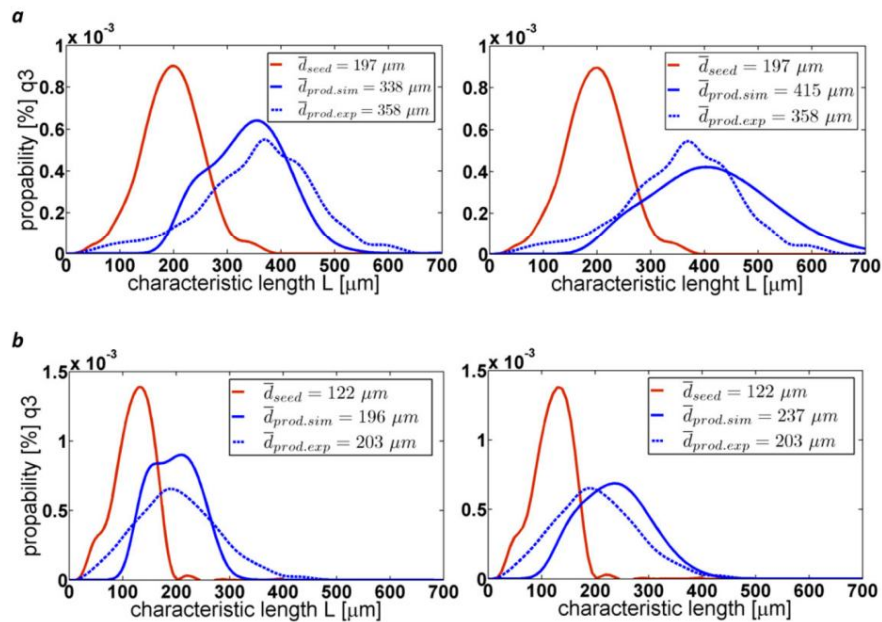 a
x 10⁻³
1
0.8
0.6
0.4
0.2
0
propability [%] q3
d̅seed = 197 μm
d̅prod.sim = 338 μm
d̅prod.exp = 358 μm
0 100 200 300 400 500 600 700
characteristic length L [μm]
x 10⁻³
1
0.8
0.6
0.4
0.2
0
d̅seed = 197 μm
d̅prod.sim = 415 μm
d̅prod.exp = 358 μm
0 100 200 300 400 500 600 700
characteristic lenght L [μm]
b
x 10⁻³
1.5
1
0.5
0
propability [%] q3
d̅seed = 122 μm
d̅prod.sim = 196 μm
d̅prod.exp = 203 μm
0 100 200 300 400 500 600 700
characteristic length L [μm]
x 10⁻³
1.5
1
0.5
0
d̅seed = 122 μm
d̅prod.sim = 237 μm
d̅prod.exp = 203 μm
0 100 200 300 400 500 600 700
characteristic length L [μm]